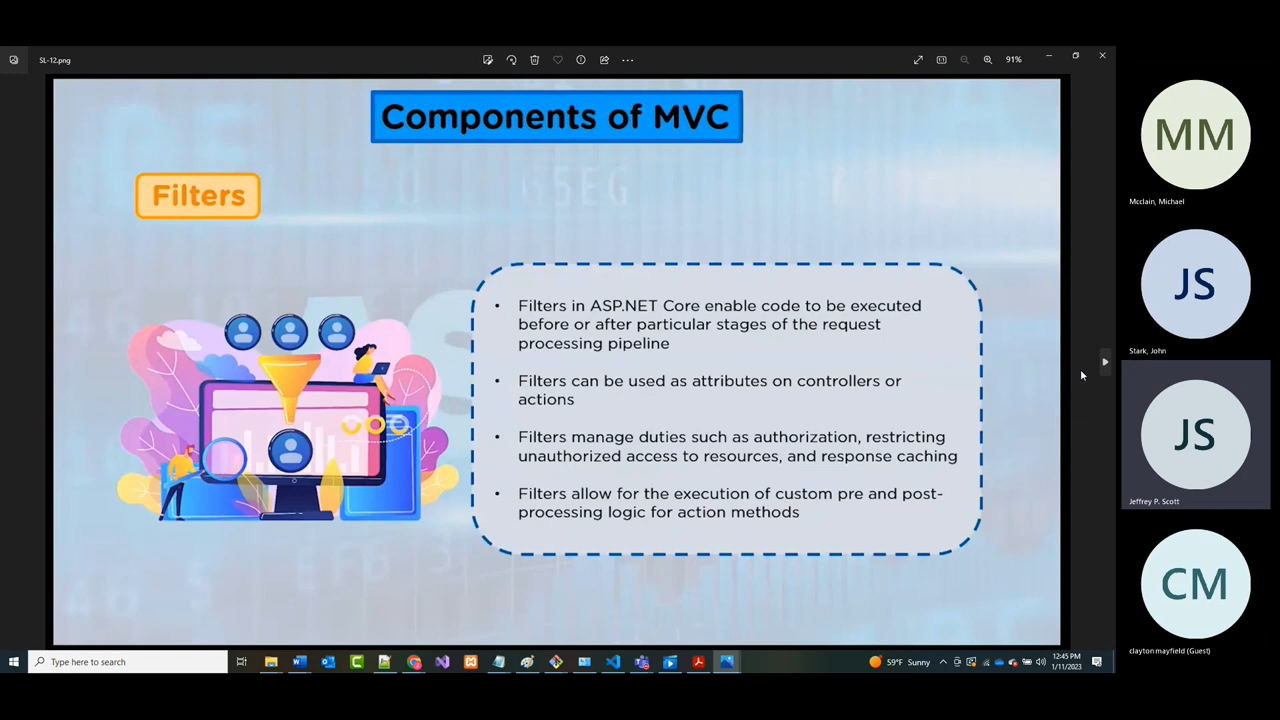 SL-12.png
91%
Components of MVC
Filters
• Filters in ASP.NET Core enable code to be executed
before or after particular stages of the request
processing pipeline
• Filters can be used as attributes on controllers or
actions
• Filters manage duties such as authorization, restricting
unauthorized access to resources, and response caching
• Filters allow for the execution of custom pre and post-
processing logic for action methods
MM
Mcclain, Michael
JS
Stark, John
JS
Jeffrey P. Scott
CM
clayton mayfield (Guest)
Type here to search
59°F Sunny
12:45 PM
1/11/2023